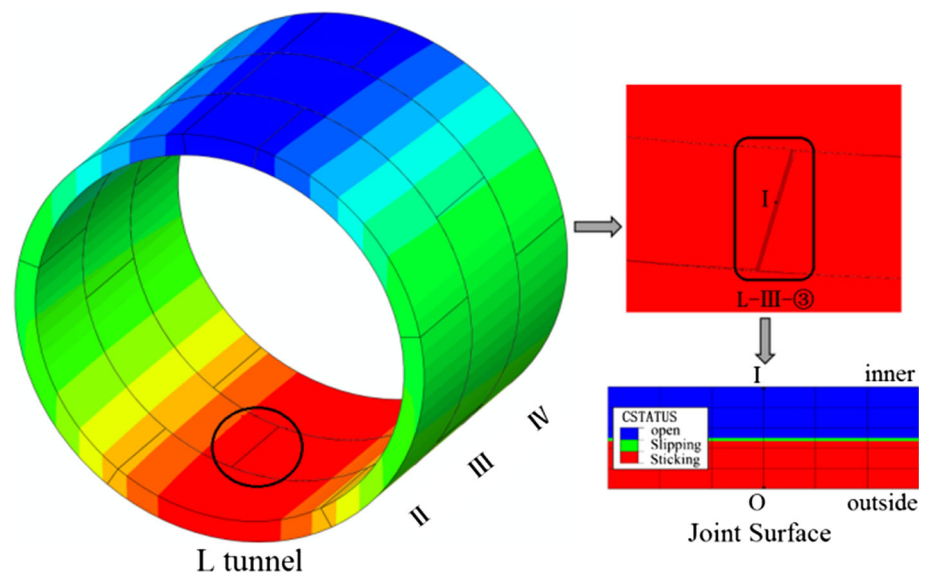 I
L-III-③
I
inner
CSTATUS
open
Slipping
Sticking
O
outside
Joint Surface
IV
III
II
L tunnel